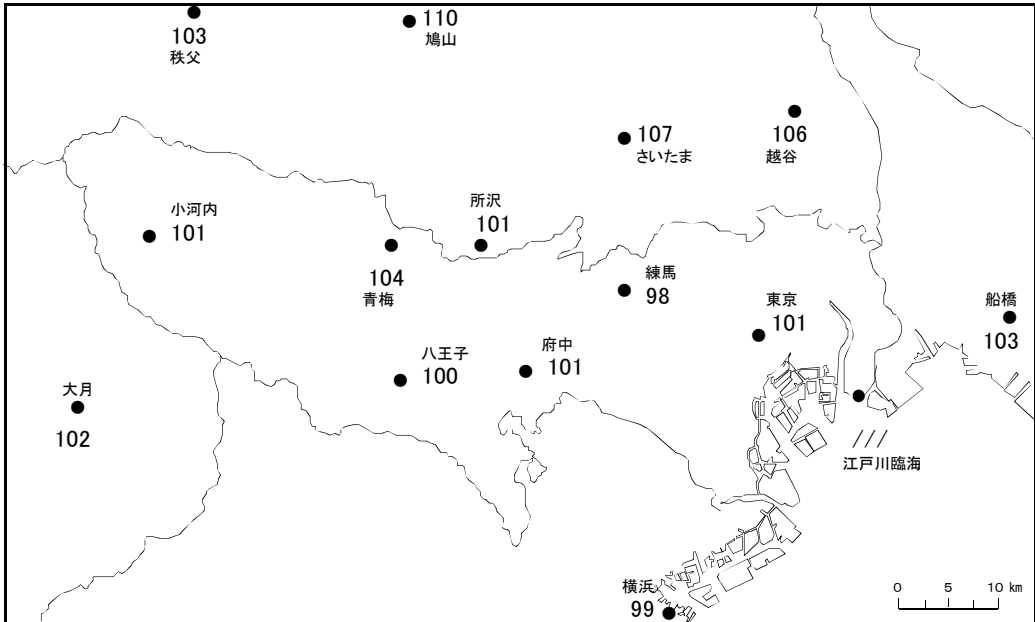 103
秩父
110
鳩山
107
さいたま
106
越谷
小河内
101
104
青梅
所沢
101
練馬
98
東京
101
船橋
103
八王子
100
府中
101
大月
102
///
江戸川臨海
横浜
99
0 5 10 km